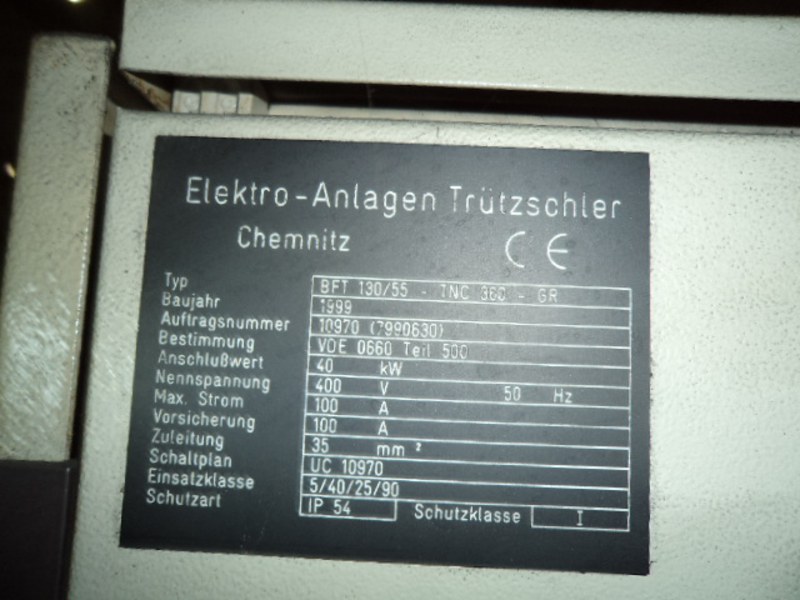 Elektro-Anlagen Trützschler
Chemnitz CE
Typ BFT 130/55 - TNC 360 - GR
Baujahr 1999
Auftragsnummer 10970 (7990630)
Bestimmung VDE 0660 Teil 500
Anschlußwert 40 kW
Nennspannung 400 V 50 Hz
Max. Strom 100 A
Vorsicherung 100 A
Zuleitung 35 mm ²
Schaltplan UC 10970
Einsatzklasse 5/40/25/90
Schutzart IP 54 Schutzklasse I